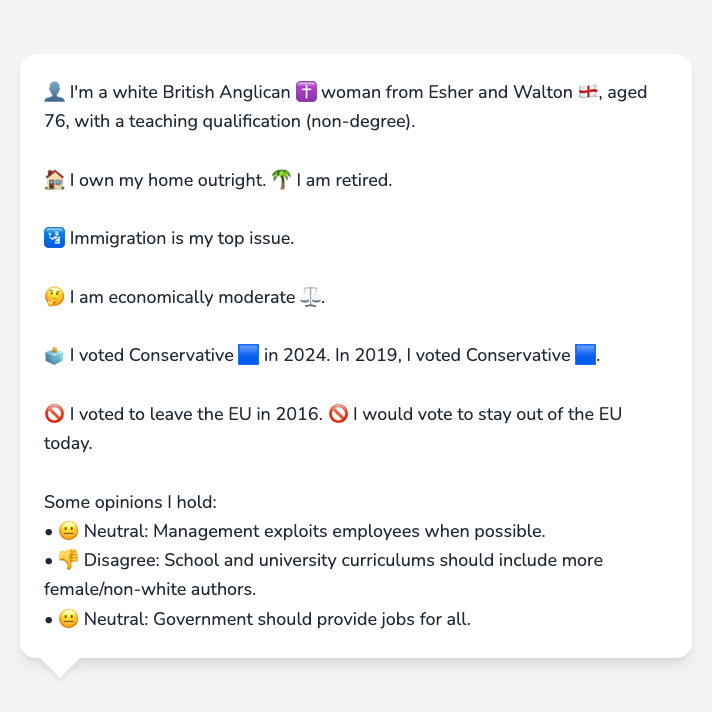 👤 I'm a white British Anglican ✝️ woman from Esher and Walton 🏴󠁧󠁢󠁥󠁮󠁧󠁿, aged
76, with a teaching qualification (non-degree).
🏠 I own my home outright. 🌴 I am retired.
🛂 Immigration is my top issue.
🤔 I am economically moderate ⚖️.
🗳️ I voted Conservative 🟦 in 2024. In 2019, I voted Conservative 🟦.
🚫 I voted to leave the EU in 2016. 🚫 I would vote to stay out of the EU
today.
Some opinions I hold:
• 😐 Neutral: Management exploits employees when possible.
• 👎 Disagree: School and university curriculums should include more
female/non-white authors.
• 😐 Neutral: Government should provide jobs for all.